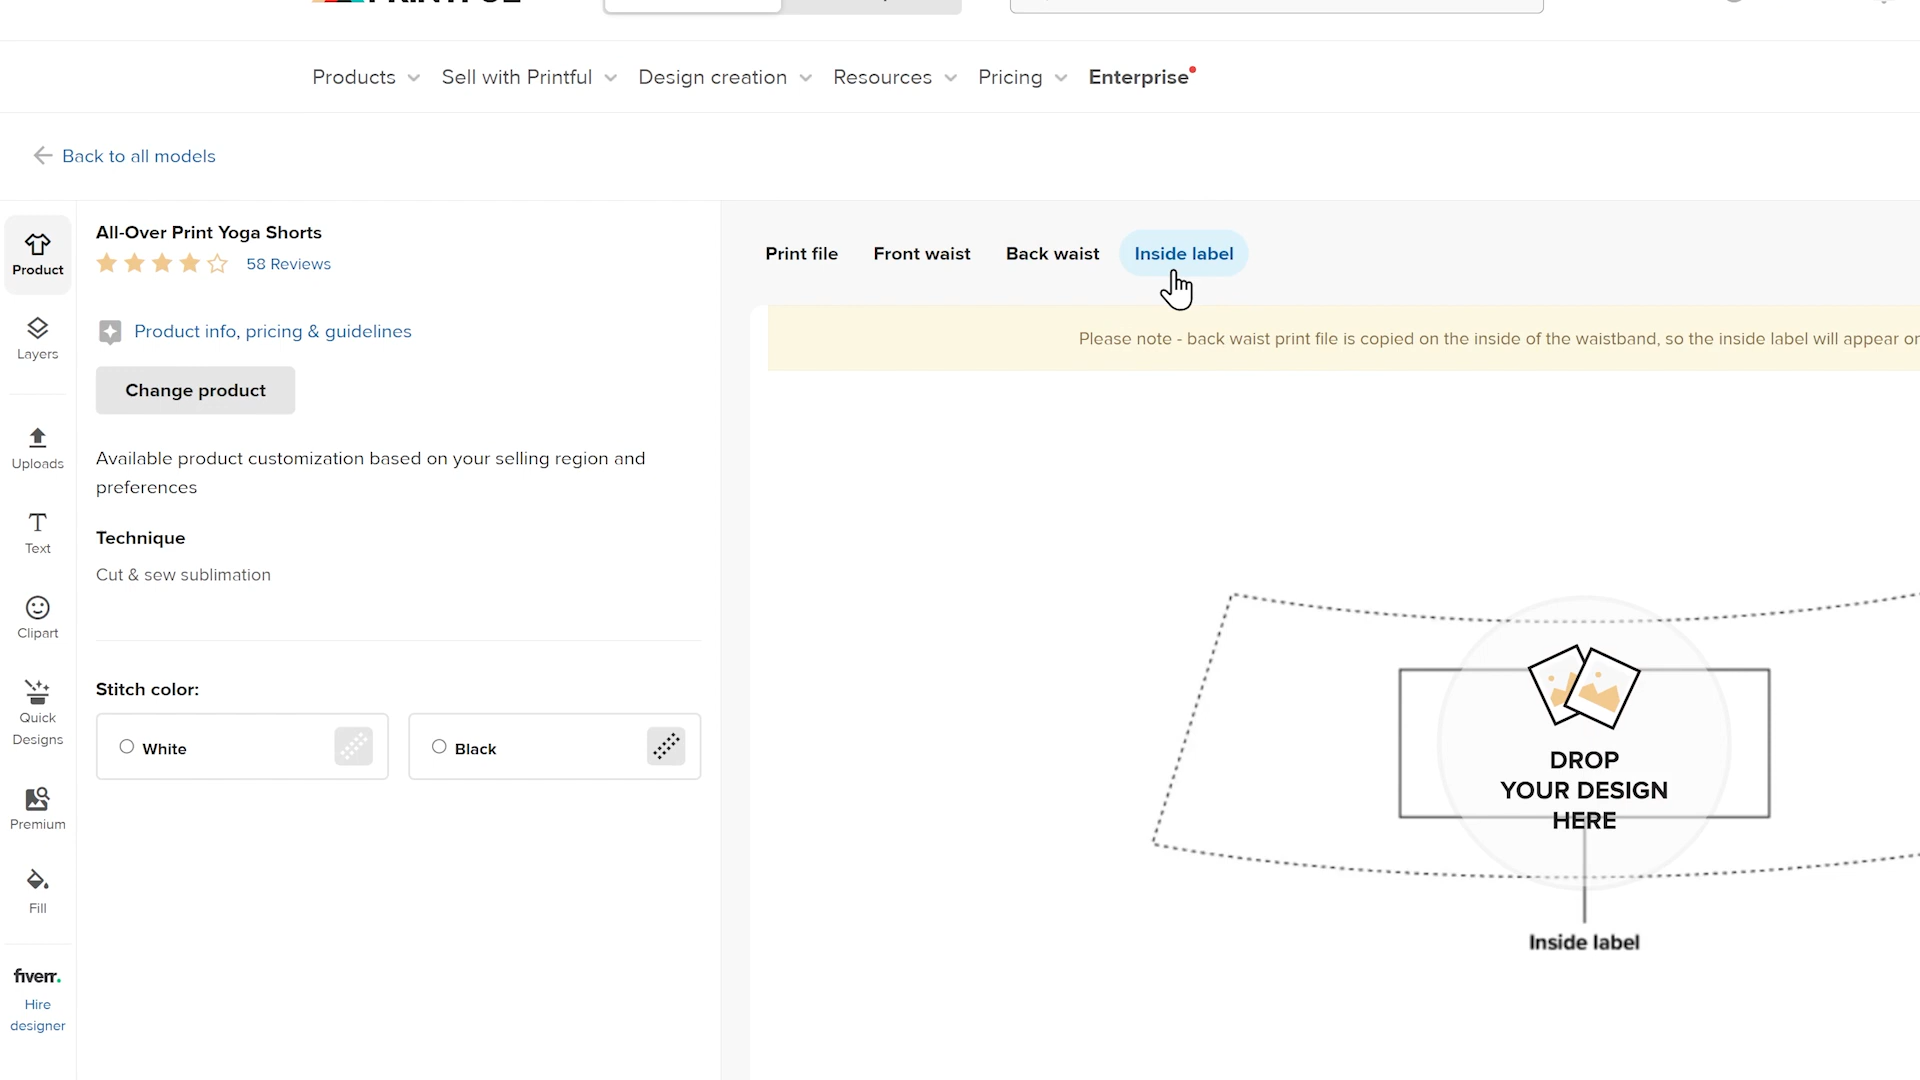 Products
Sell with Printful
Design creation
Resources
Pricing
Enterprise
Back to all models
Product
Layers
Uploads
Text
Clipart
Quick
Designs
Premium
Fill
fiverr.
Hire
designer
All-Over Print Yoga Shorts
58 Reviews
Product info, pricing & guidelines
Change product
Available product customization based on your selling region and
preferences
Technique
Cut & sew sublimation
Stitch color:
White
Black
Print file
Front waist
Back waist
Inside label
Please note - back waist print file is copied on the inside of the waistband, so the inside label will appear
DROP
YOUR DESIGN
HERE
Inside label